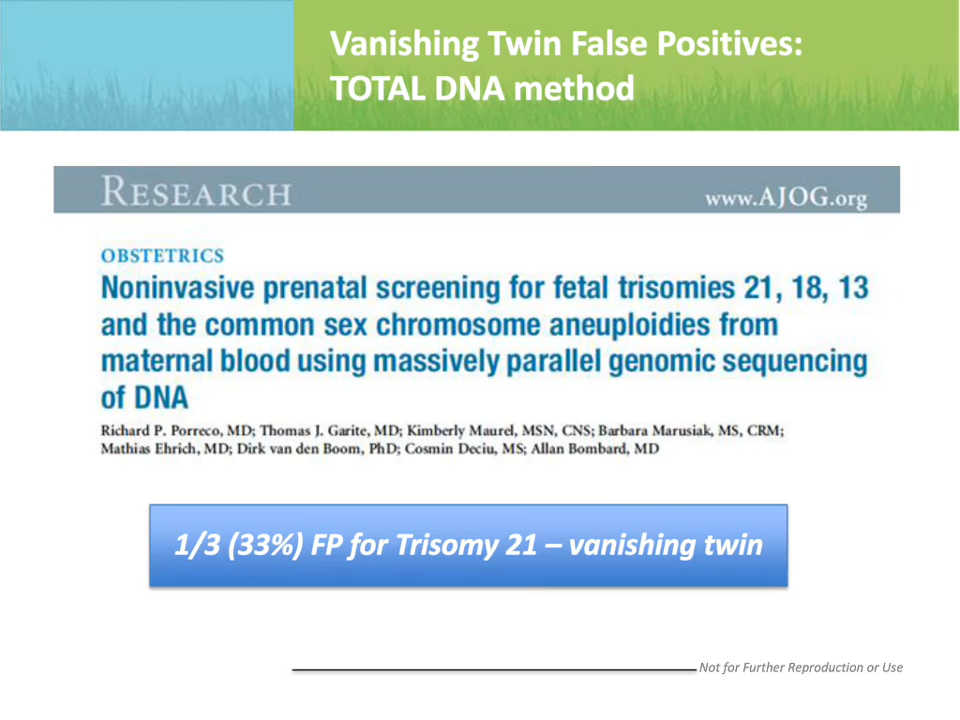 Vanishing Twin False Positives:
TOTAL DNA method
RESEARCH
www.AJOG.org
OBSTETRICS
Noninvasive prenatal screening for fetal trisomies 21, 18, 13
and the common sex chromosome aneuploidies from
maternal blood using massively parallel genomic sequencing
of DNA
Richard P. Porreco, MD; Thomas J. Garite, MD; Kimberly Maurel, MSN, CNS; Barbara Marusiak, MS, CRM;
Mathias Ehrich, MD; Dirk van den Boom, PhD; Cosmin Deciu, MS; Allan Bombard, MD
1/3 (33%) FP for Trisomy 21 – vanishing twin
Not for Further Reproduction or Use